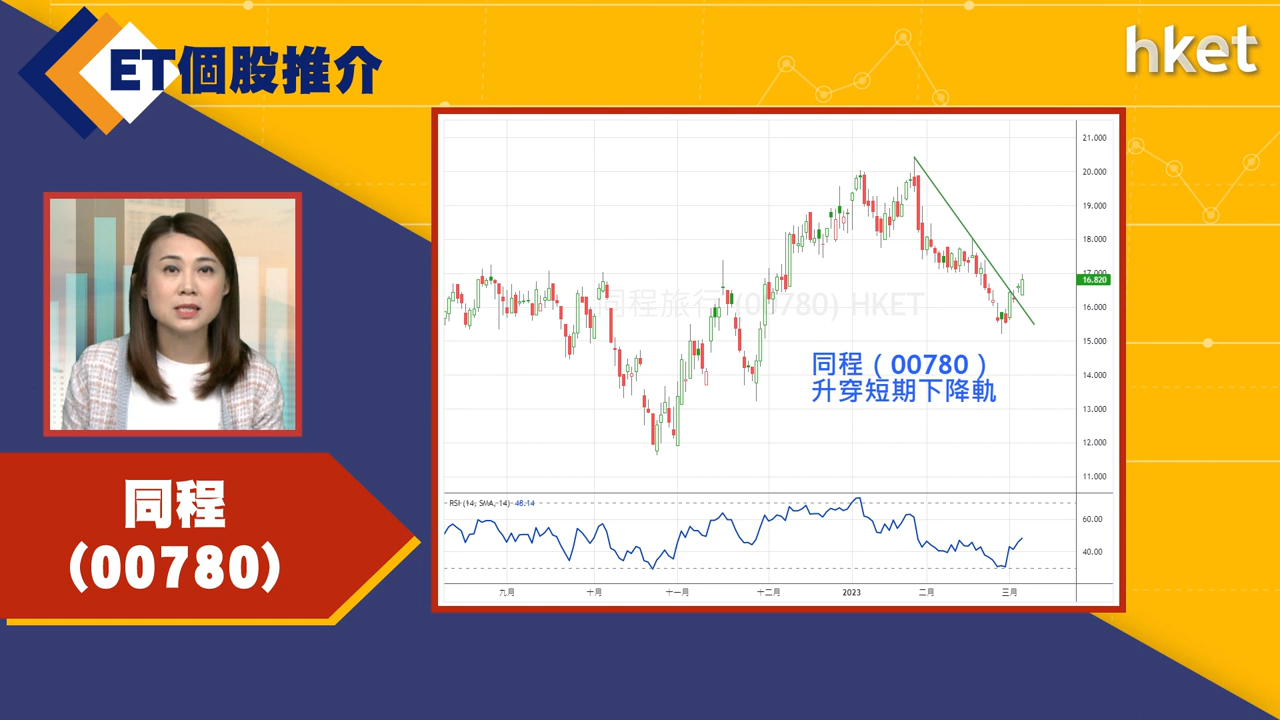 ET個股推介
hket
同程
(00780)
同程旅行 (00780) HKET
同程（00780）
升穿短期下降軌
21.000
20.000
19.000
18.000
17.000
16.820
16.000
15.000
14.000
13.000
12.000
11.000
RSI (14, SMA, 14) 48.14
60.00
40.00
九月 十月 十一月 十二月 2023 二月 三月